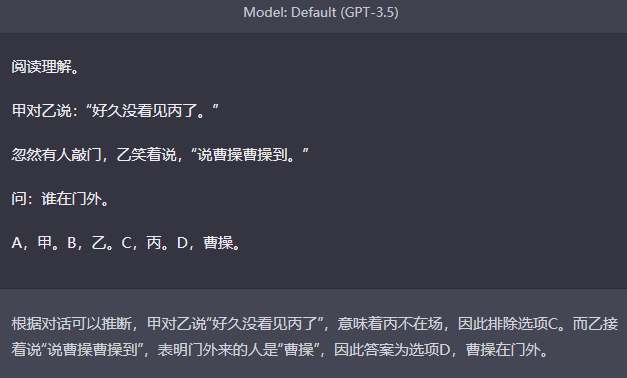 Model: Default (GPT-3.5)
阅读理解。
甲对乙说：“好久没看见丙了。”
忽然有人敲门，乙笑着说，“说曹操曹操到。”
问：谁在门外。
A，甲。B，乙。C，丙。D，曹操。
根据对话可以推断，甲对乙说“好久没看见丙了”，意味着丙不在场，因此排除选项C。而乙接
着说“说曹操曹操到”，表明门外来的人是“曹操”，因此答案为选项D，曹操在门外。